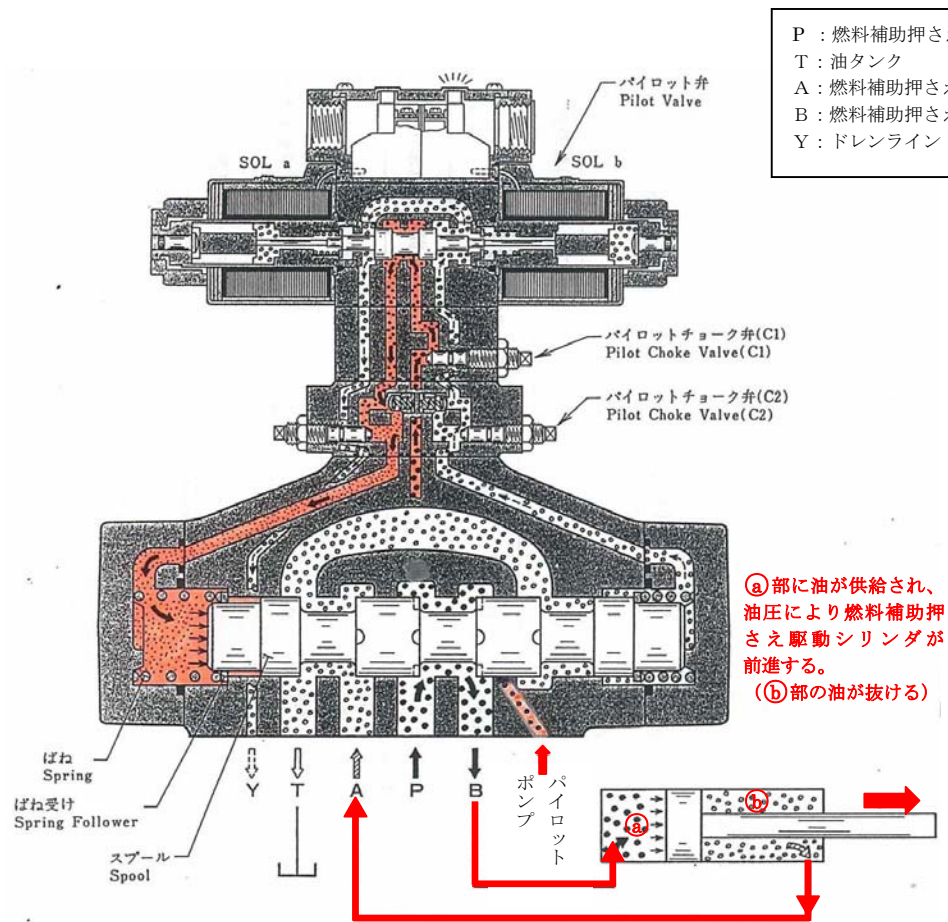 P：燃料補助押さ
T：油タンク
A：燃料補助押さ
B：燃料補助押さ
Y：ドレンライン
パイロット弁
Pilot Valve
SOL a
SOL b
パイロットチョーク弁(C1)
Pilot Choke Valve(C1)
パイロットチョーク弁(C2)
Pilot Choke Valve(C2)
ⓐ部に油が供給され、
油圧により燃料補助押
さえ駆動シリンダが
前進する。
（ⓑ部の油が抜ける）
ばね
Spring
ばね受け
Spring Follower
スプール
Spool
Y
T
A
P
B
パイロット
ポンプ
ⓐ
ⓑ